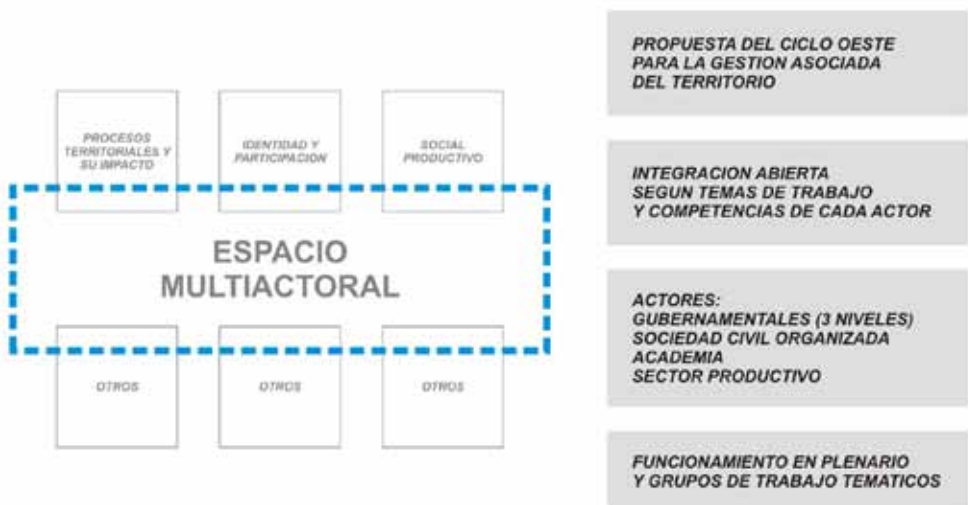 PROCESOS
TERRITORIALES Y
SU IMPACTO
IDENTIDAD Y
PARTICIPACION
SOCIAL
PRODUCTIVO
ESPACIO
MULTIACTORAL
OTROS
OTROS
OTROS
PROPUESTA DEL CICLO OESTE
PARA LA GESTION ASOCIADA
DEL TERRITORIO
INTEGRACION ABIERTA
SEGUN TEMAS DE TRABAJO
Y COMPETENCIAS DE CADA ACTOR
ACTORES:
GUBERNAMENTALES (3 NIVELES)
SOCIEDAD CIVIL ORGANIZADA
ACADEMIA
SECTOR PRODUCTIVO
FUNCIONAMIENTO EN PLENARIO
Y GRUPOS DE TRABAJO TEMATICOS